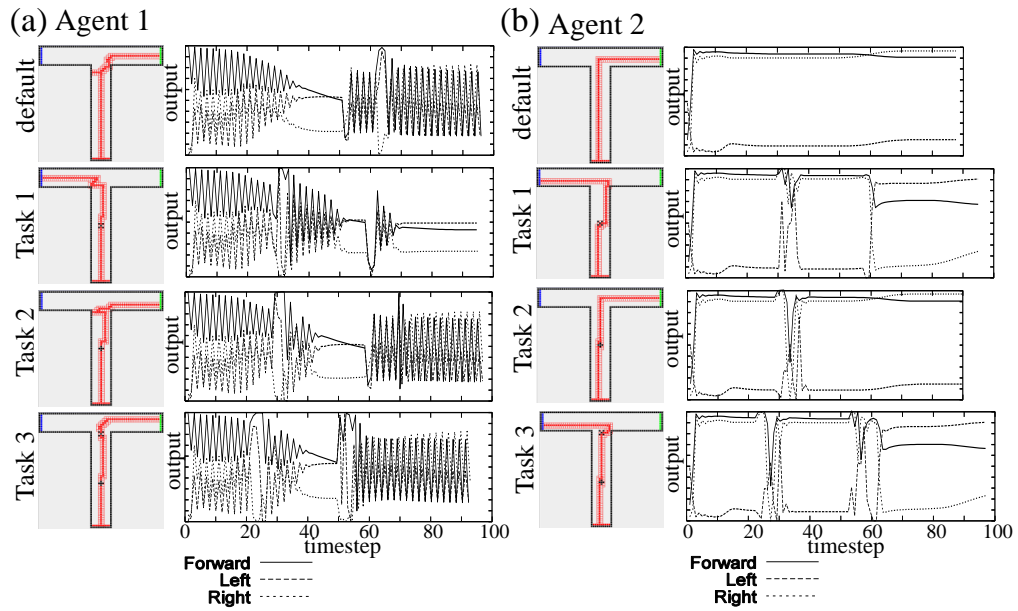 (a) Agent 1
default
output
Task 1
output
Task 2
output
Task 3
output
0 20 40 60 80 100
timestep
Forward
Left
Right
(b) Agent 2
default
output
Task 1
output
Task 2
output
Task 3
output
0 20 40 60 80 100
timestep
Forward
Left
Right